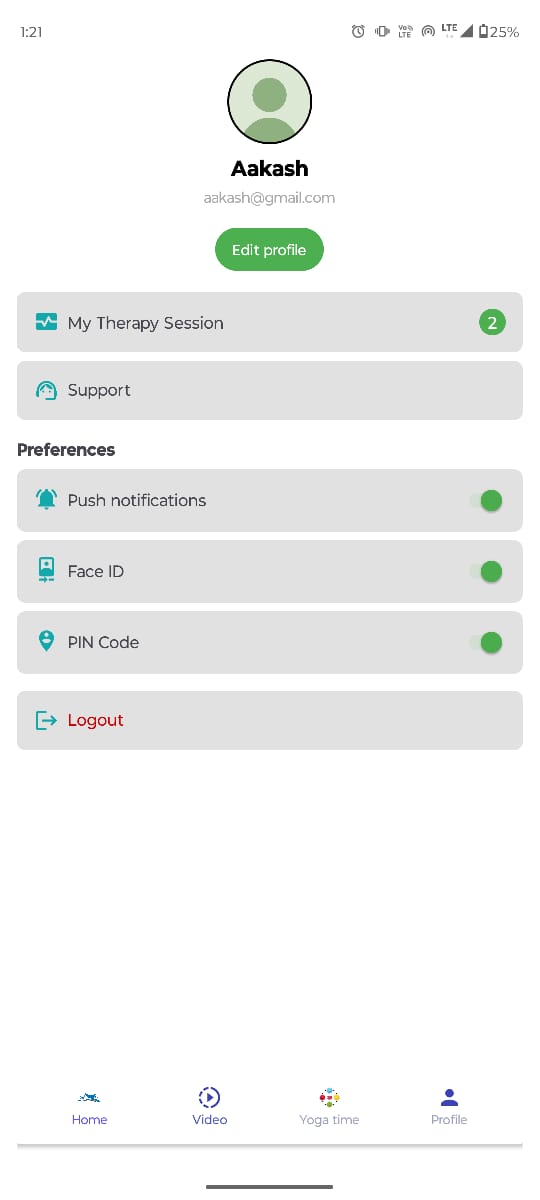 1:21
Vo))
LTE
LTE
25%
Aakash
aakash@gmail.com
Edit profile
My Therapy Session
2
Support
Preferences
Push notifications
Face ID
PIN Code
Logout
Home
Video
Yoga time
Profile